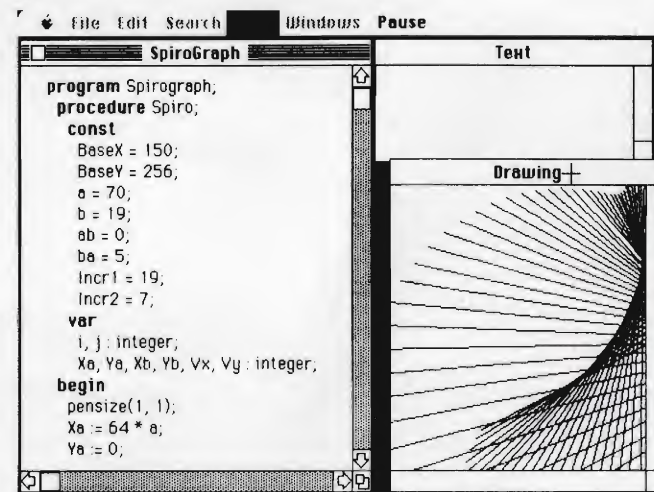 File Edit Search Windows Pause
SpiroGraph
program Spirograph;
procedure Spiro;
const
BaseX = 150;
BaseY = 256;
a = 70;
b = 19;
ab = 0;
ba = 5;
Incr1 = 19;
Incr2 = 7;
var
i, j : integer;
Xa, Ya, Xb, Yb, Vx, Vy : integer;
begin
pensize(1, 1);
Xa := 64 * a;
Ya := 0;
Text
Drawing